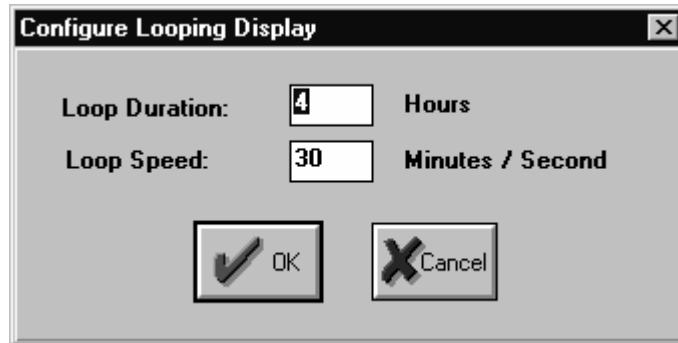 Configure Looping Display
Loop Duration: 4 Hours
Loop Speed: 30 Minutes / Second
OK Cancel